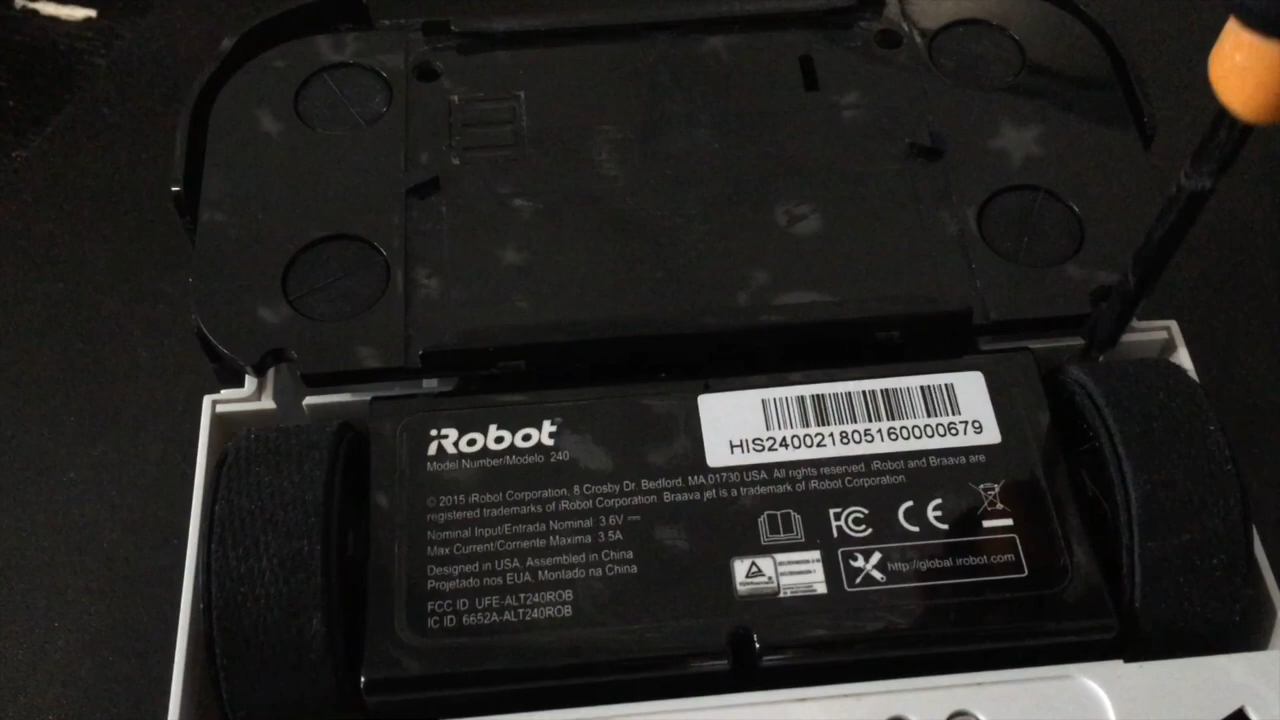 iRobot
Model Number/Modelo 240
HIS240021805160000679
© 2015 iRobot Corporation, 8 Crosby Dr. Bedford, MA 01730 USA. All rights reserved. iRobot and Braava are
registered trademarks of iRobot Corporation. Braava jet is a trademark of iRobot Corporation.
Nominal Input/Entrada Nominal 3.6V
Max Current/Corriente Maxima 3.5A
Designed in USA, Assembled in China
Projetado nos EUA, Montado na China
FCC ID UFE-ALT240ROB
IC ID 6652A-ALT240ROB
FC CE
http://global.irobot.com